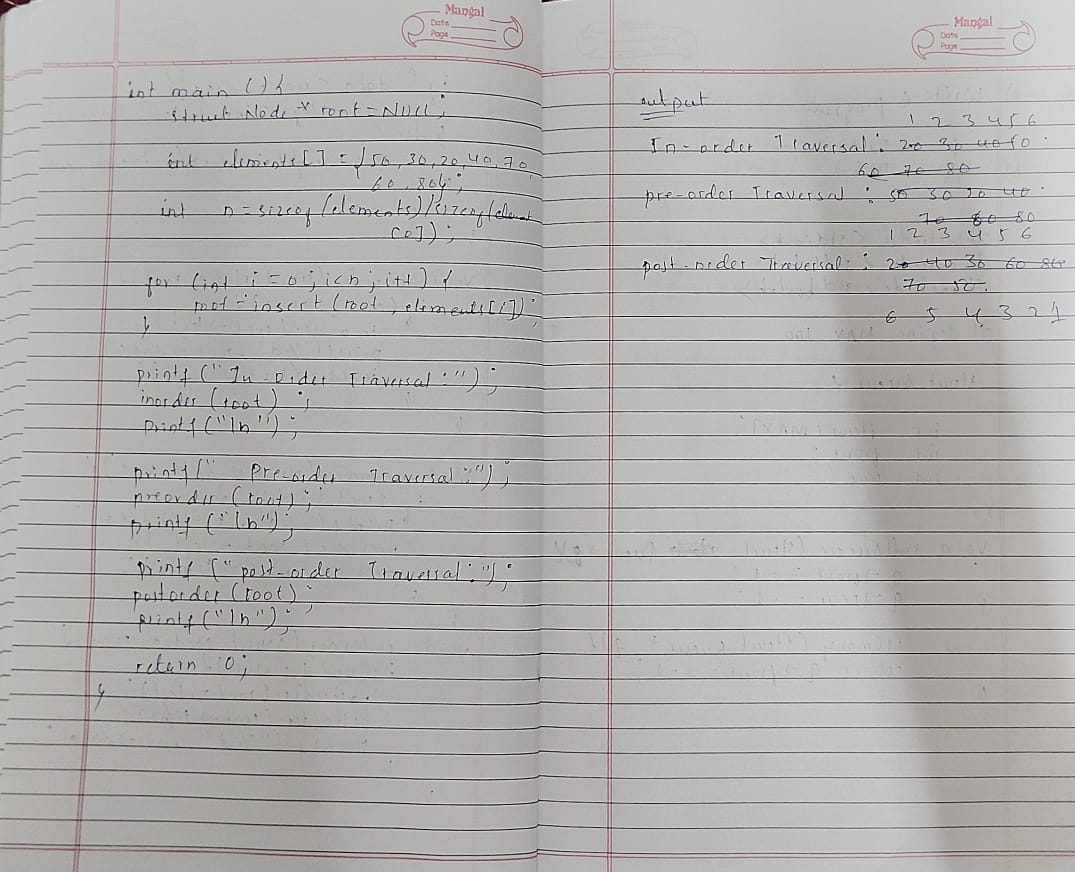 Mangal
Date
Page
int main () {
struct Node * root = NULL;
int elements [ ] = {50, 30, 20, 40, 70
60, 80};
int n = sizeof (elements) / sizeof (element
[0]);
for (int i = 0; i<n; i++) {
root = insert (root, elements[i]);
}
printf (" In-order Traversal : ");
inorder (root) ;
printf ("\n");
printf (" Pre-order Traversal : ");
preorder (root);
printf ("\n");
printf (" post-order Traversal : ");
postorder (root);
printf ("\n");
return 0;
}
Mangal
Date
Page
output
1 2 3 4 5 6
In-order Traversal : 20 30 40 50
60 70 80
pre-order Traversal : 50 30 20 40
70 60 80
1 2 3 4 5 6
post-order Traversal : 20 40 30 60 80
70 50.
6 5 4 3 2 1